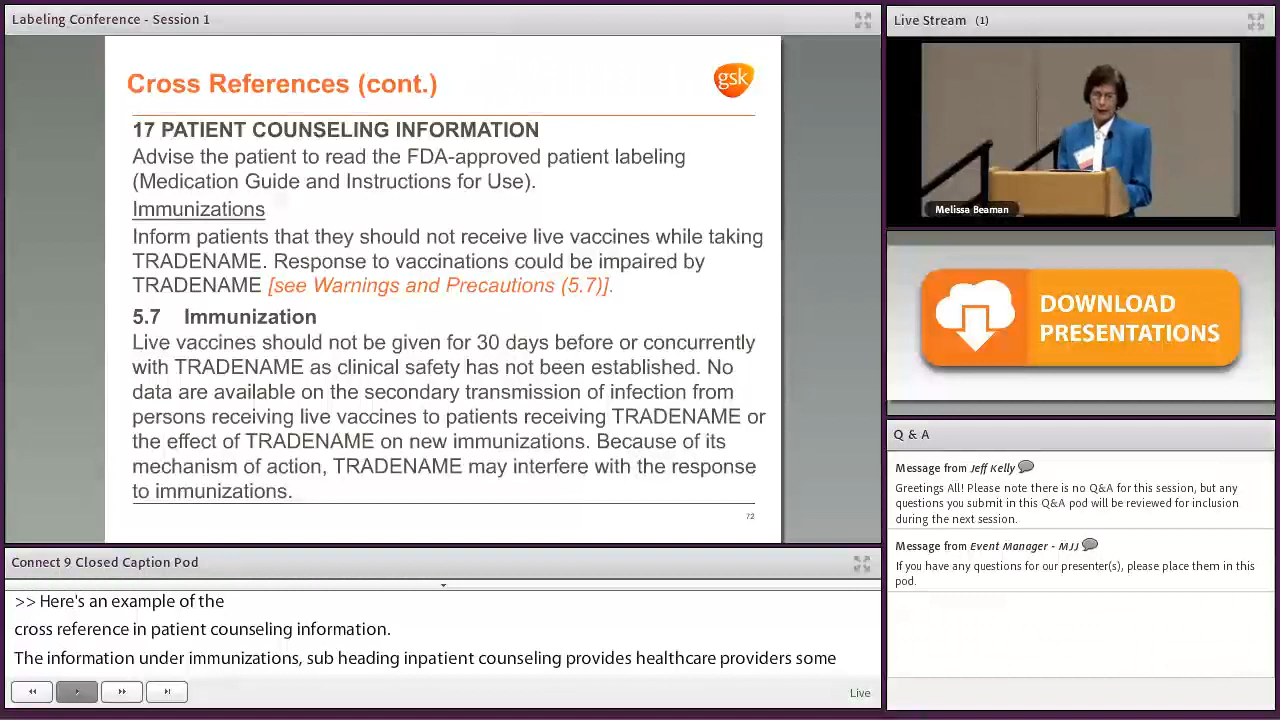 Labeling Conference - Session 1
Cross References (cont.)
gsk
17 PATIENT COUNSELING INFORMATION
Advise the patient to read the FDA-approved patient labeling
(Medication Guide and Instructions for Use).
Immunizations
Inform patients that they should not receive live vaccines while taking
TRADENAME. Response to vaccinations could be impaired by
TRADENAME [see Warnings and Precautions (5.7)].
5.7 Immunization
Live vaccines should not be given for 30 days before or concurrently
with TRADENAME as clinical safety has not been established. No
data are available on the secondary transmission of infection from
persons receiving live vaccines to patients receiving TRADENAME or
the effect of TRADENAME on new immunizations. Because of its
mechanism of action, TRADENAME may interfere with the response
to immunizations.
72
Connect 9 Closed Caption Pod
>> Here's an example of the
cross reference in patient counseling information.
The information under immunizations, sub heading inpatient counseling provides healthcare providers some
Live
Live Stream (1)
Melissa Beaman
DOWNLOAD
PRESENTATIONS
Q & A
Message from Jeff Kelly
Greetings All! Please note there is no Q&A for this session, but any
questions you submit in this Q&A pod will be reviewed for inclusion
during the next session.
Message from Event Manager - MJJ
If you have any questions for our presenter(s), please place them in this
pod.